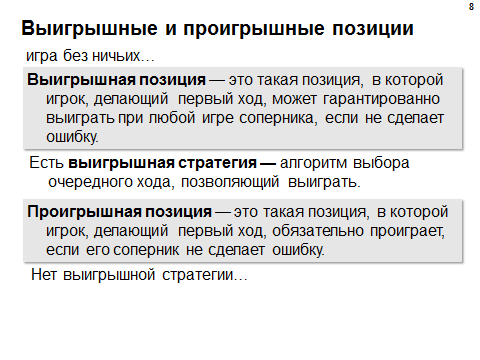 8
Выигрышные и проигрышные позиции
игра без ничьих…
Выигрышная позиция — это такая позиция, в которой
игрок, делающий первый ход, может гарантированно
выиграть при любой игре соперника, если не сделает
ошибку.
Есть выигрышная стратегия — алгоритм выбора
очередного хода, позволяющий выиграть.
Проигрышная позиция — это такая позиция, в которой
игрок, делающий первый ход, обязательно проиграет,
если его соперник не сделает ошибку.
Нет выигрышной стратегии…